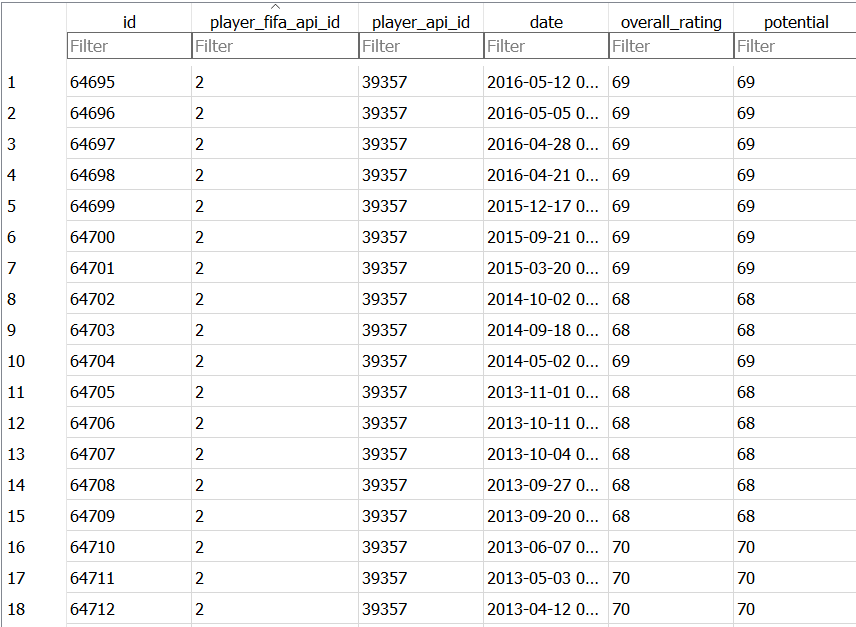 id player_fifa_api_id player_api_id date overall_rating potential
Filter Filter Filter Filter Filter Filter
1 64695 2 39357 2016-05-12 0... 69 69
2 64696 2 39357 2016-05-05 0... 69 69
3 64697 2 39357 2016-04-28 0... 69 69
4 64698 2 39357 2016-04-21 0... 69 69
5 64699 2 39357 2015-12-17 0... 69 69
6 64700 2 39357 2015-09-21 0... 69 69
7 64701 2 39357 2015-03-20 0... 69 69
8 64702 2 39357 2014-10-02 0... 68 68
9 64703 2 39357 2014-09-18 0... 68 68
10 64704 2 39357 2014-05-02 0... 69 69
11 64705 2 39357 2013-11-01 0... 68 68
12 64706 2 39357 2013-10-11 0... 68 68
13 64707 2 39357 2013-10-04 0... 68 68
14 64708 2 39357 2013-09-27 0... 68 68
15 64709 2 39357 2013-09-20 0... 68 68
16 64710 2 39357 2013-06-07 0... 70 70
17 64711 2 39357 2013-05-03 0... 70 70
18 64712 2 39357 2013-04-12 0... 70 70